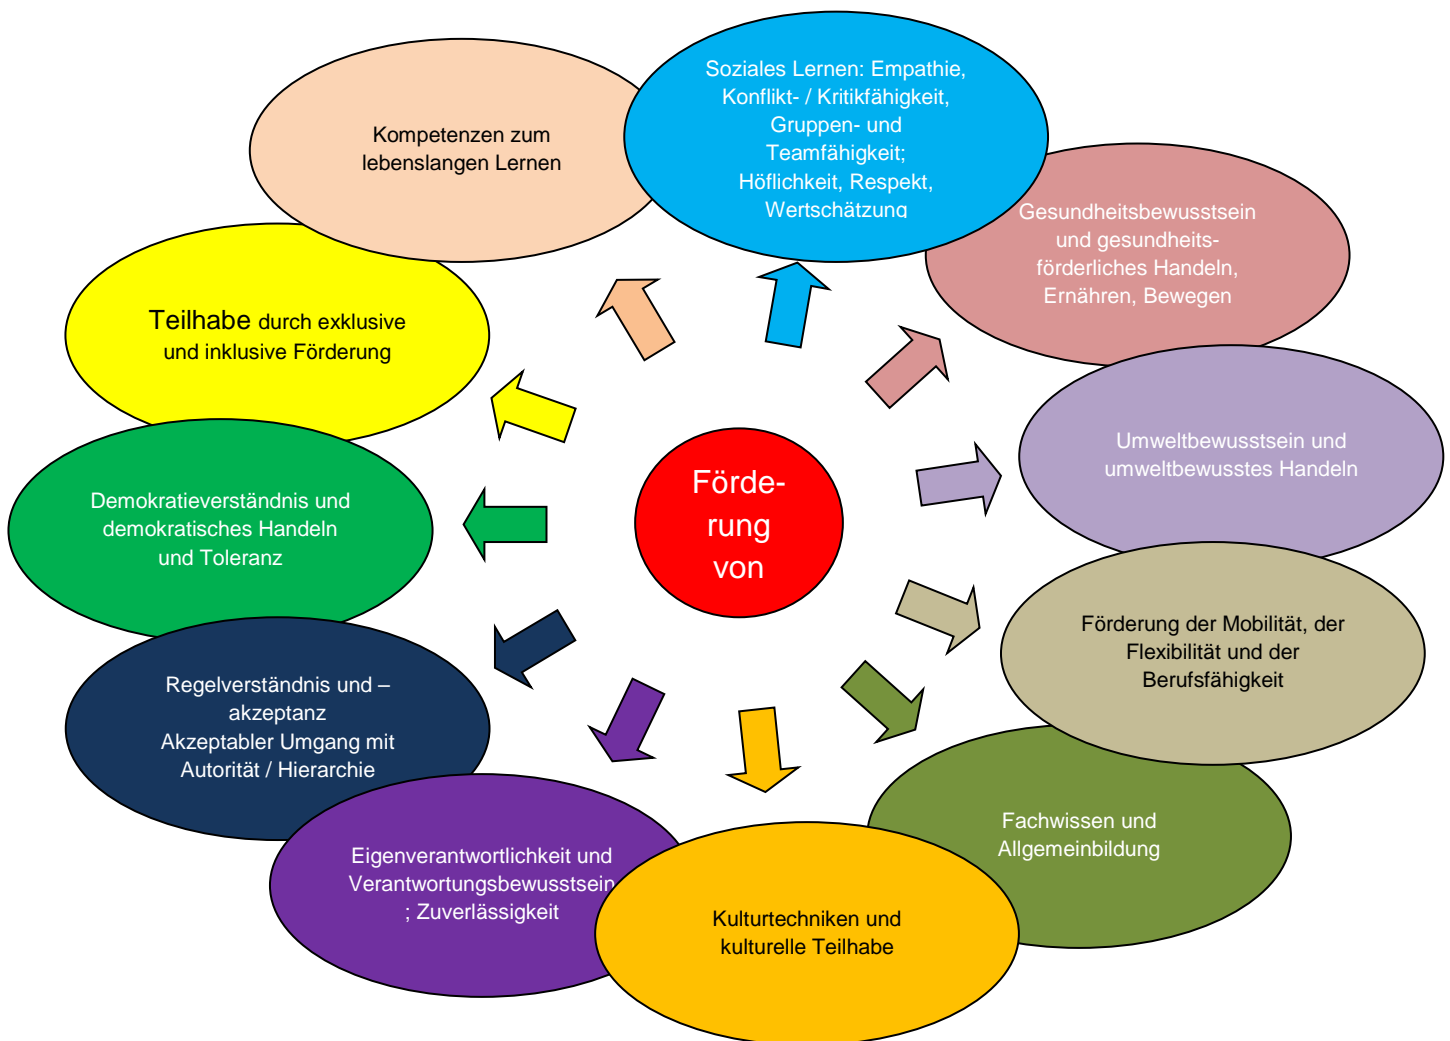 Soziales Lernen: Empathie,
Konflikt- / Kritikfähigkeit,
Gruppen- und
Teamfähigkeit;
Höflichkeit, Respekt,
Wertschätzung
Kompetenzen zum
lebenslangen Lernen
Gesundheitsbewusstsein
und gesundheits-
förderliches Handeln,
Ernähren, Bewegen
Teilhabe durch exklusive
und inklusive Förderung
Umweltbewusstsein und
umweltbewusstes Handeln
Förde-
rung
von
Demokratieverständnis und
demokratisches Handeln
und Toleranz
Förderung der Mobilität, der
Flexibilität und der
Berufsfähigkeit
Regelverständnis und –
akzeptanz
Akzeptabler Umgang mit
Autorität / Hierarchie
Fachwissen und
Allgemeinbildung
Eigenverantwortlichkeit und
Verantwortungsbewusstsein
; Zuverlässigkeit
Kulturtechniken und
kulturelle Teilhabe